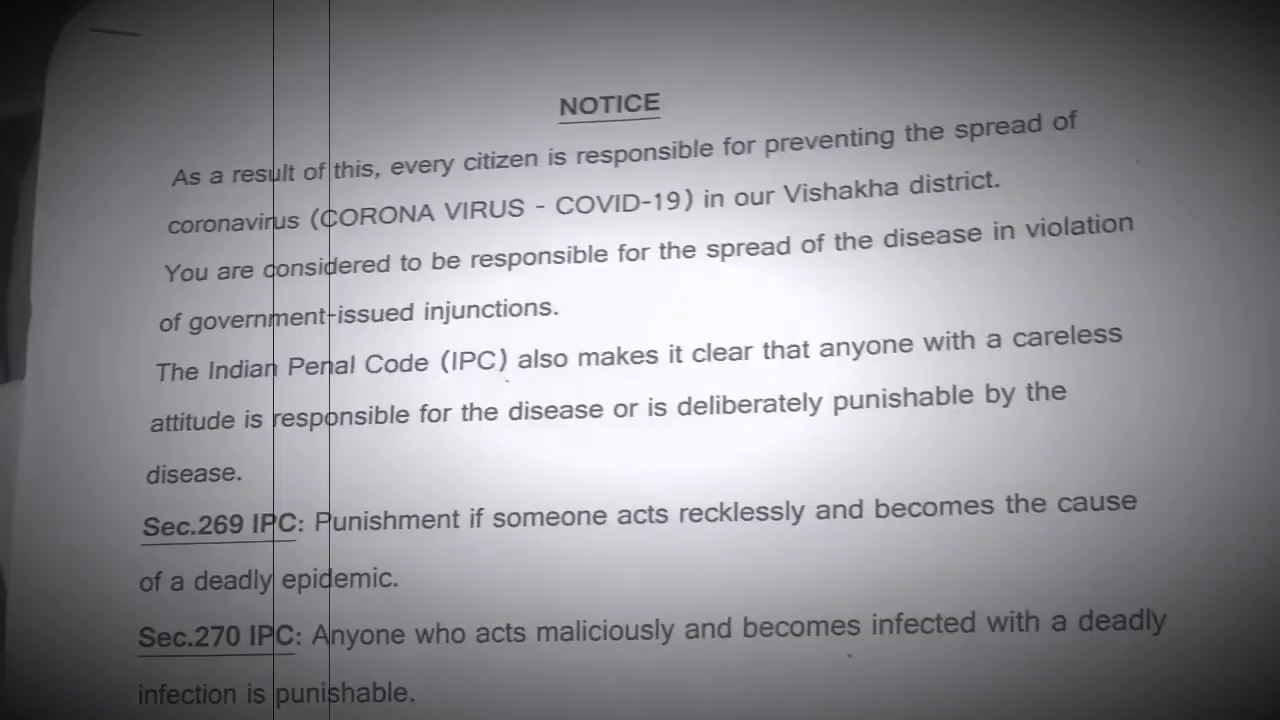 NOTICE
As a result of this, every citizen is responsible for preventing the spread of
coronavirus (CORONA VIRUS - COVID-19) in our Vishakha district.
You are considered to be responsible for the spread of the disease in violation
of government-issued injunctions.
The Indian Penal Code (IPC) also makes it clear that anyone with a careless
attitude is responsible for the disease or is deliberately punishable by the
disease.
Sec.269 IPC: Punishment if someone acts recklessly and becomes the cause
of a deadly epidemic.
Sec.270 IPC: Anyone who acts maliciously and becomes infected with a deadly
infection is punishable.